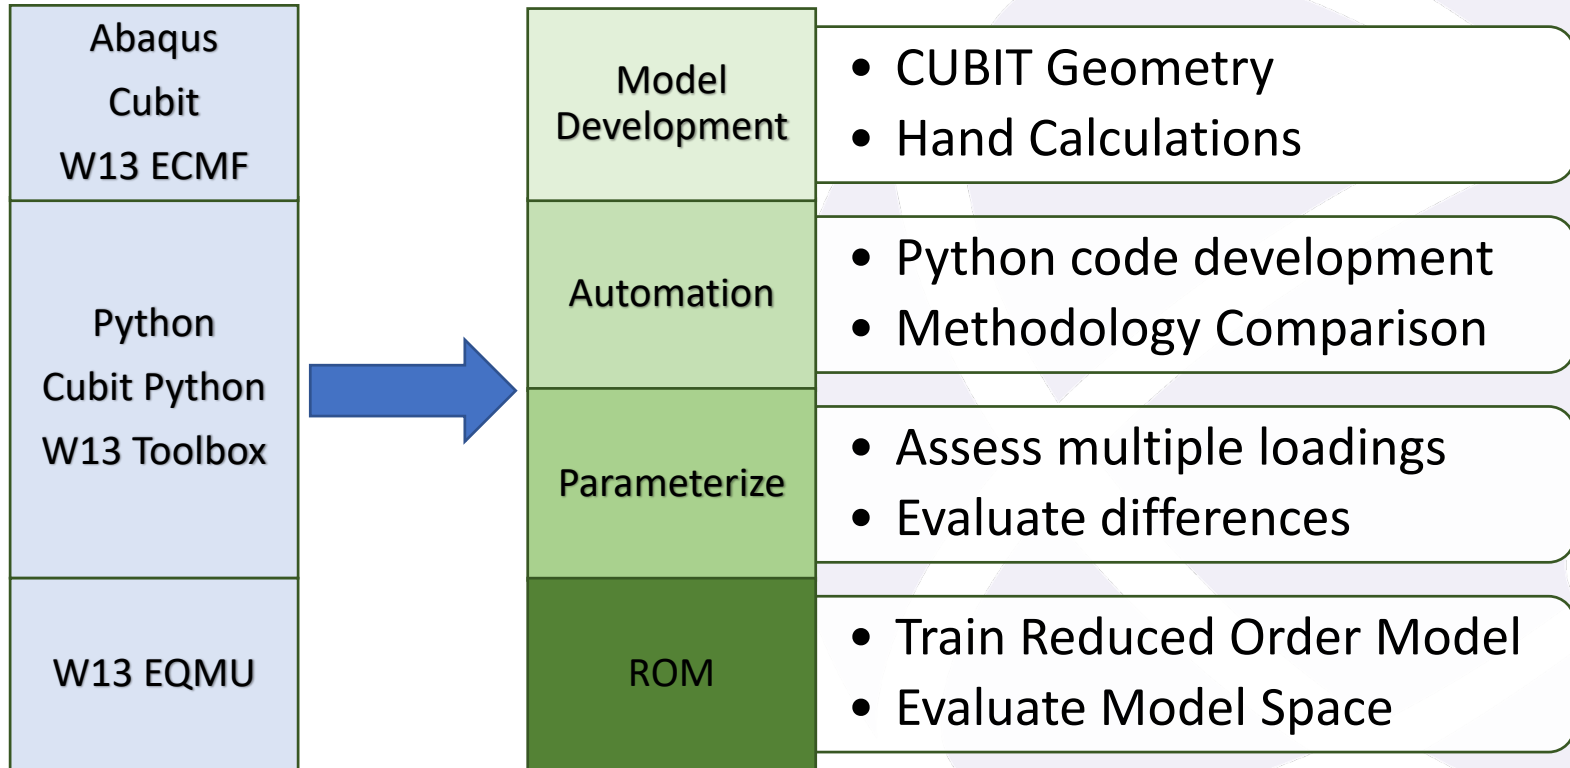 Abaqus
Cubit
W13 ECMF
Python
Cubit Python
W13 Toolbox
W13 EQMU
Model
Development
• CUBIT Geometry
• Hand Calculations
Automation
• Python code development
• Methodology Comparison
Parameterize
• Assess multiple loadings
• Evaluate differences
ROM
• Train Reduced Order Model
• Evaluate Model Space